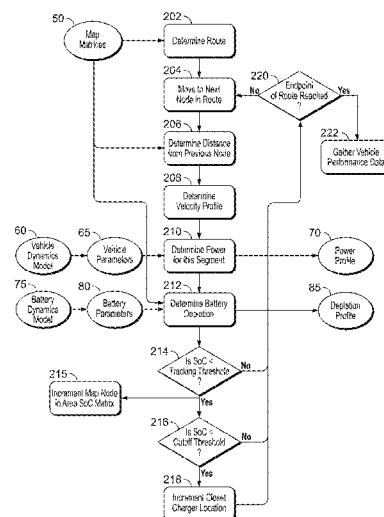 50
Map
Matrices
202
Determine Route
204
Move to Next
Node in Route
220
Endpoint
of Route Reached
?
No
Yes
222
Gather Vehicle
Performance Data
206
Determine Distance
from Previous Node
208
Determine
Velocity Profile
60
Vehicle
Dynamics
Model
65
Vehicle
Parameters
210
Determine Power
for this Segment
70
Power
Profile
75
Battery
Dynamics
Model
80
Battery
Parameters
212
Determine Battery
Depletion
85
Depletion
Profile
214
Is SoC <
Tracking Threshold
?
No
Yes
215
Increment Map Node
in Area SoC Matrix
216
Is SoC <
Cutoff Threshold
?
No
Yes
218
Increment Closet
Charger Location